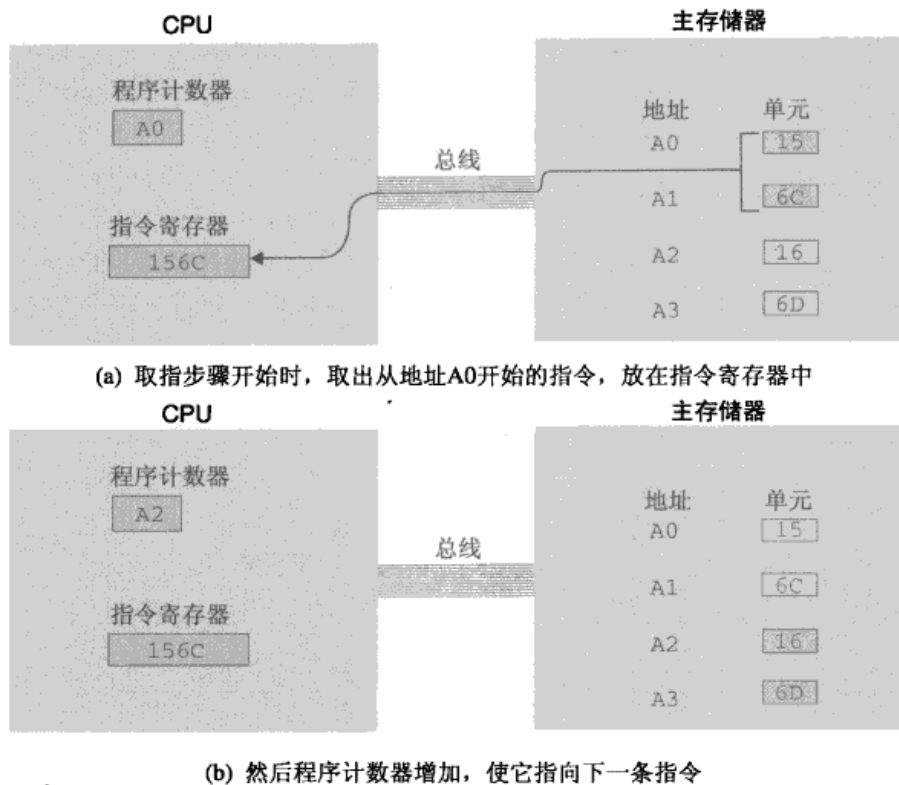 CPU
主存储器
程序计数器
A0
地址 单元
A0 15
总线
A1 6C
指令寄存器
156C
A2 16
A3 6D
(a) 取指步骤开始时，取出从地址A0开始的指令，放在指令寄存器中
CPU
主存储器
程序计数器
A2
地址 单元
A0 15
总线
A1 6C
指令寄存器
156C
A2 16
A3 6D
(b) 然后程序计数器增加，使它指向下一条指令